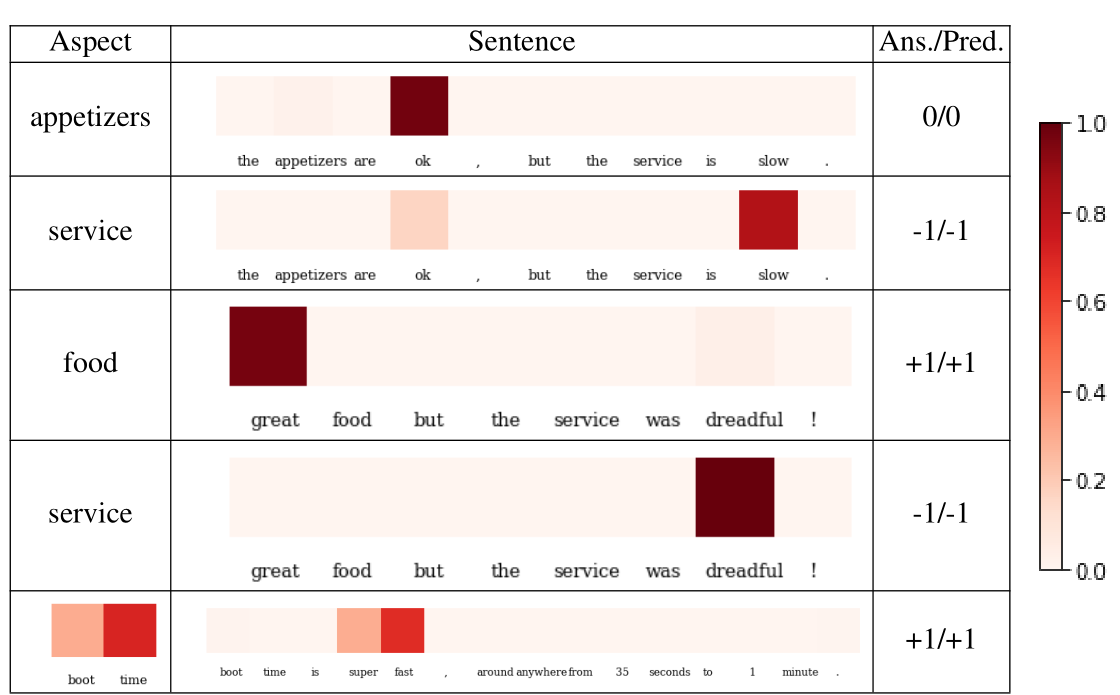 Aspect Sentence Ans./Pred.
appetizers 0/0
the appetizers are ok , but the service is slow .
service -1/-1
the appetizers are ok , but the service is slow .
food +1/+1
great food but the service was dreadful !
service -1/-1
great food but the service was dreadful !
+1/+1
boot time boot time is super fast , around anywhere from 35 seconds to 1 minute .
1.0
0.8
0.6
0.4
0.2
0.0